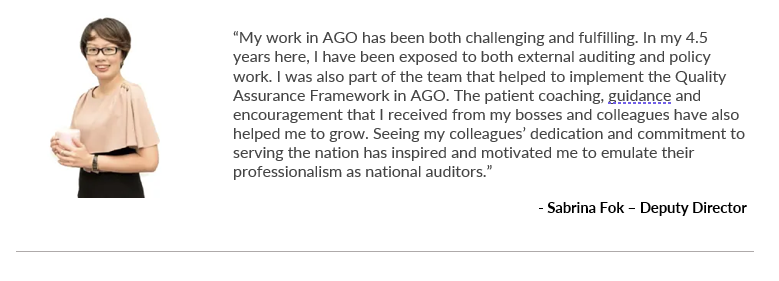 “My work in AGO has been both challenging and fulfilling. In my 4.5
years here, I have been exposed to both external auditing and policy
work. I was also part of the team that helped to implement the Quality
Assurance Framework in AGO. The patient coaching, guidance and
encouragement that I received from my bosses and colleagues have also
helped me to grow. Seeing my colleagues’ dedication and commitment to
serving the nation has inspired and motivated me to emulate their
professionalism as national auditors.”
- Sabrina Fok – Deputy Director